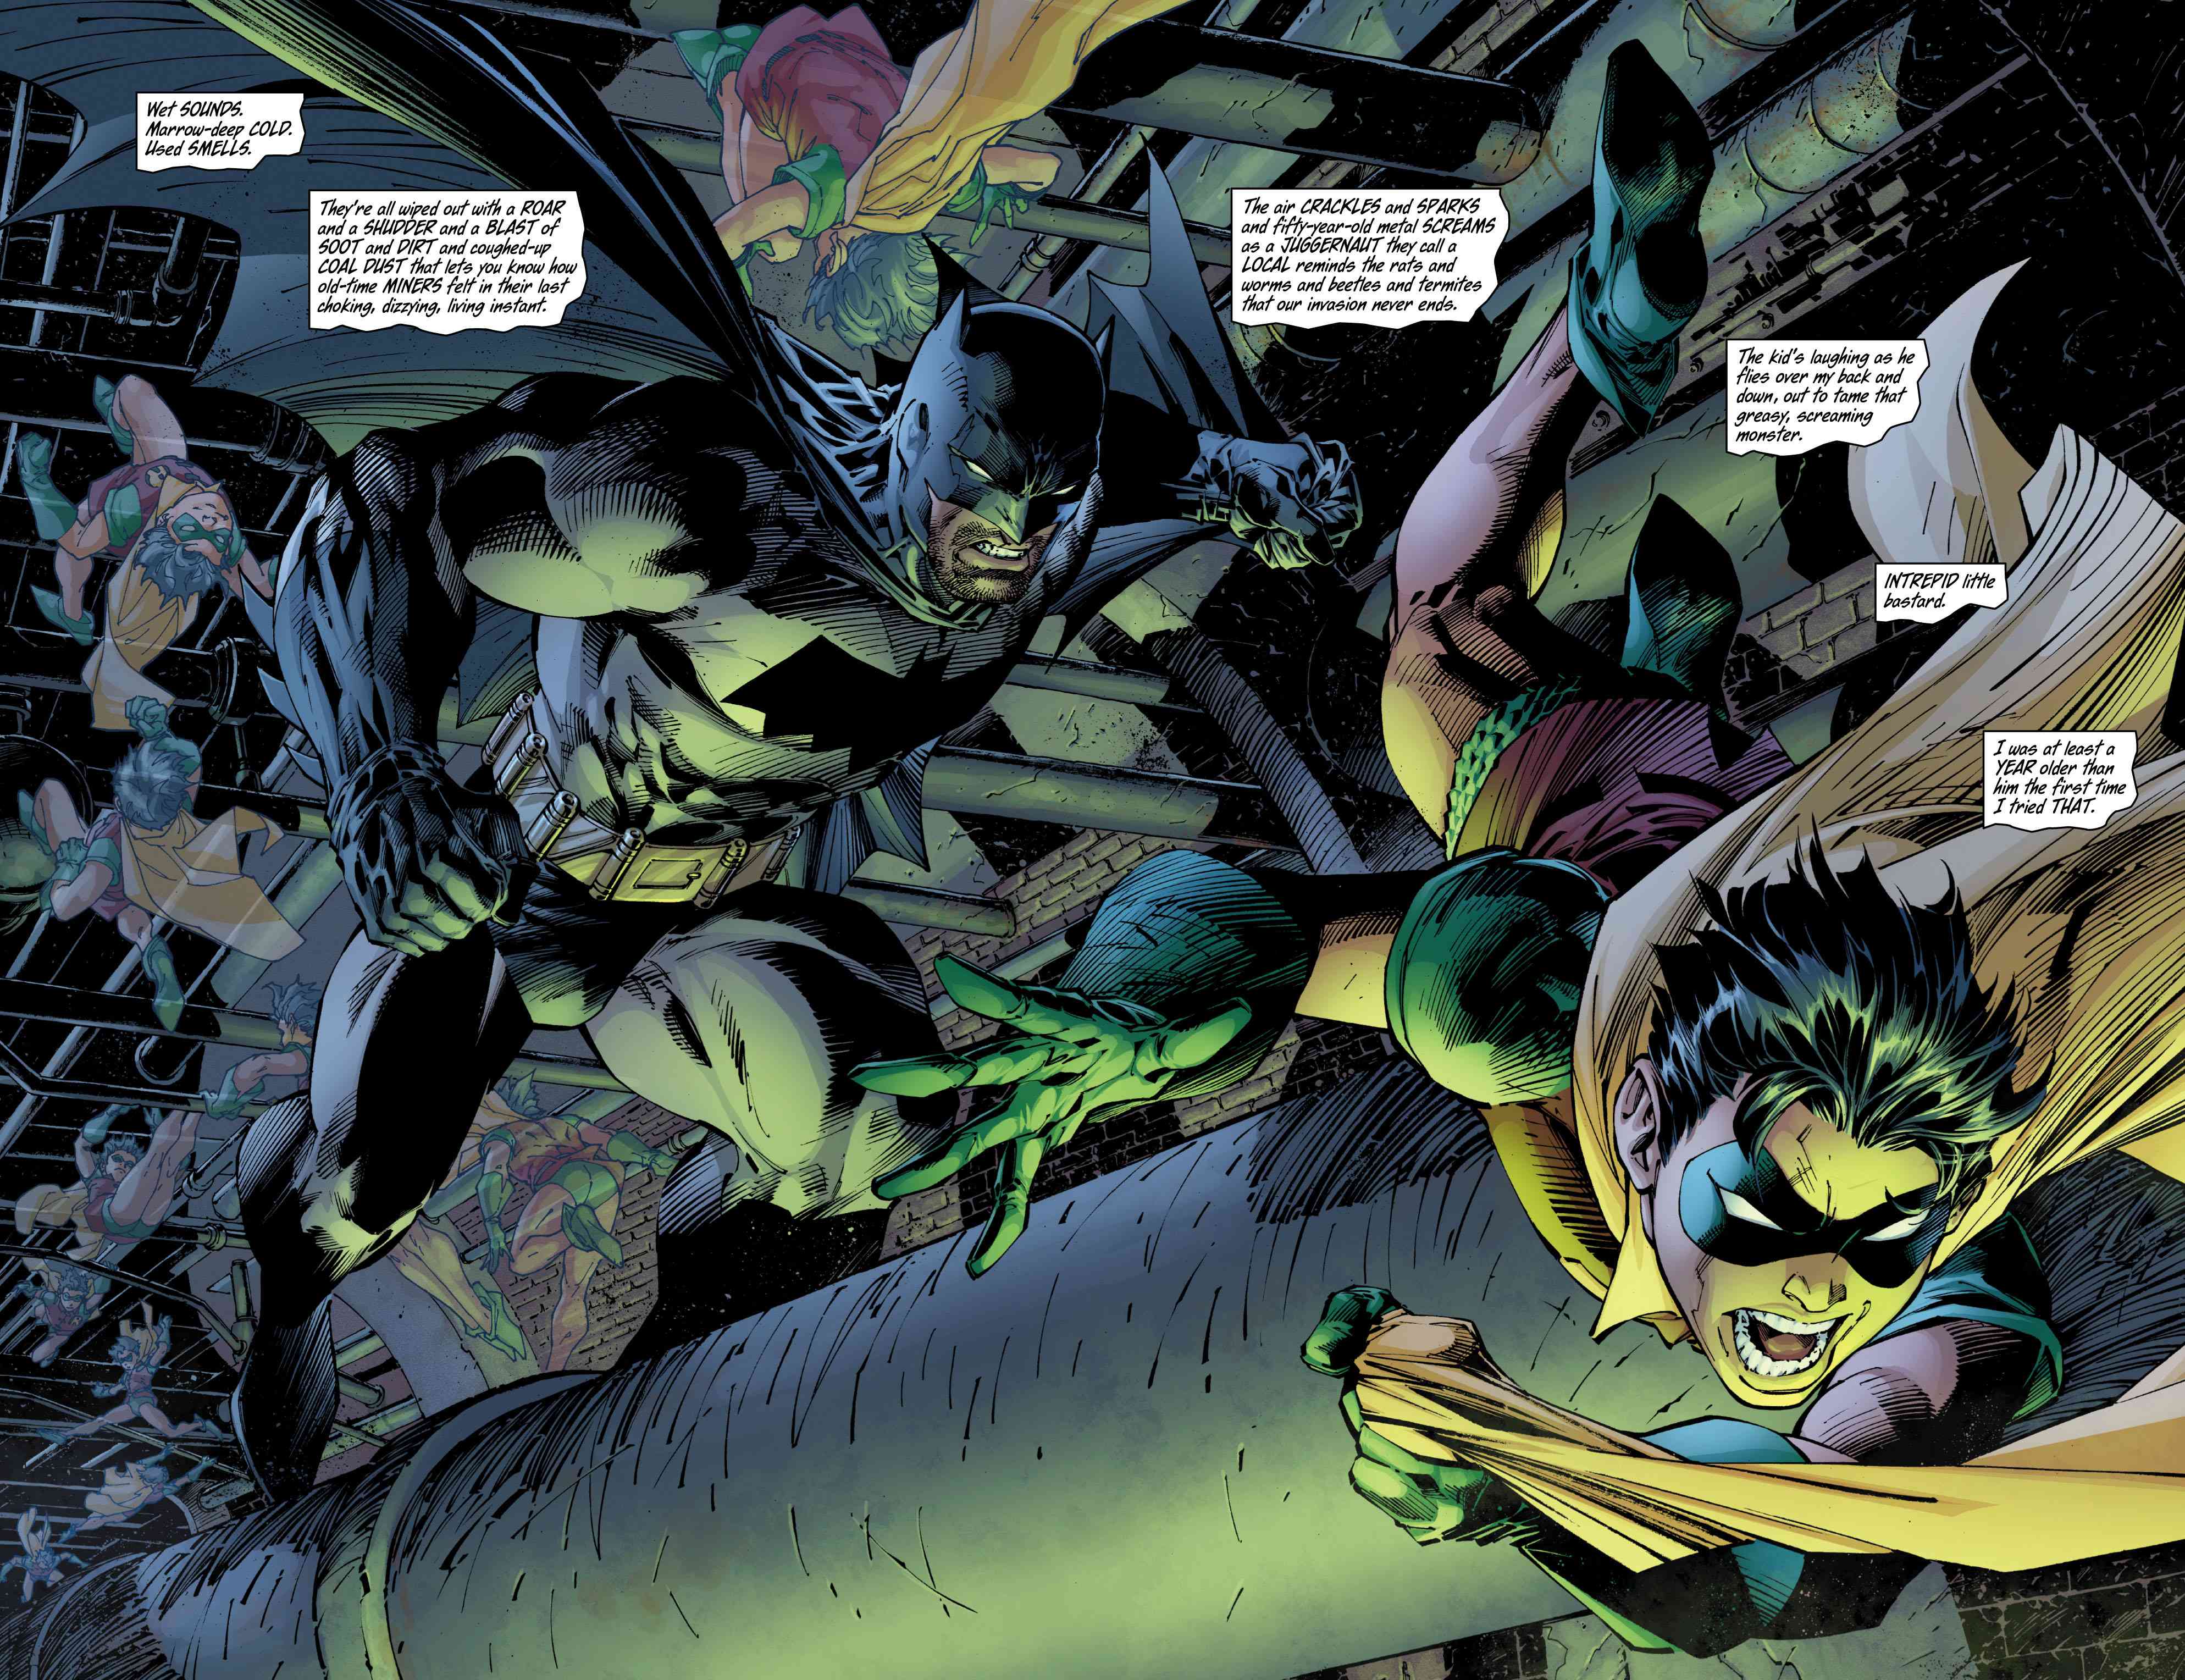 Wet SOUNDS.
Marrow-deep COLD.
Used SMELLS.
They're all wiped out with a ROAR
and a SHUDDER and a BLAST of
SOOT and DIRT and coughed-up
COAL DUST that lets you know how
old-time MINERS felt in their last
choking, dizzying, living instant.
The air CRACKLES and SPARKS
and fifty-year-old metal SCREAMS
as a JUGGERNAUT they call a
LOCAL reminds the rats and
worms and beetles and termites
that our invasion never ends.
The kid's laughing as he
flies over my back and
down, out to tame that
greasy, screaming
monster.
INTREPID little
bastard.
I was at least a
YEAR older than
him the first time
I tried THAT.